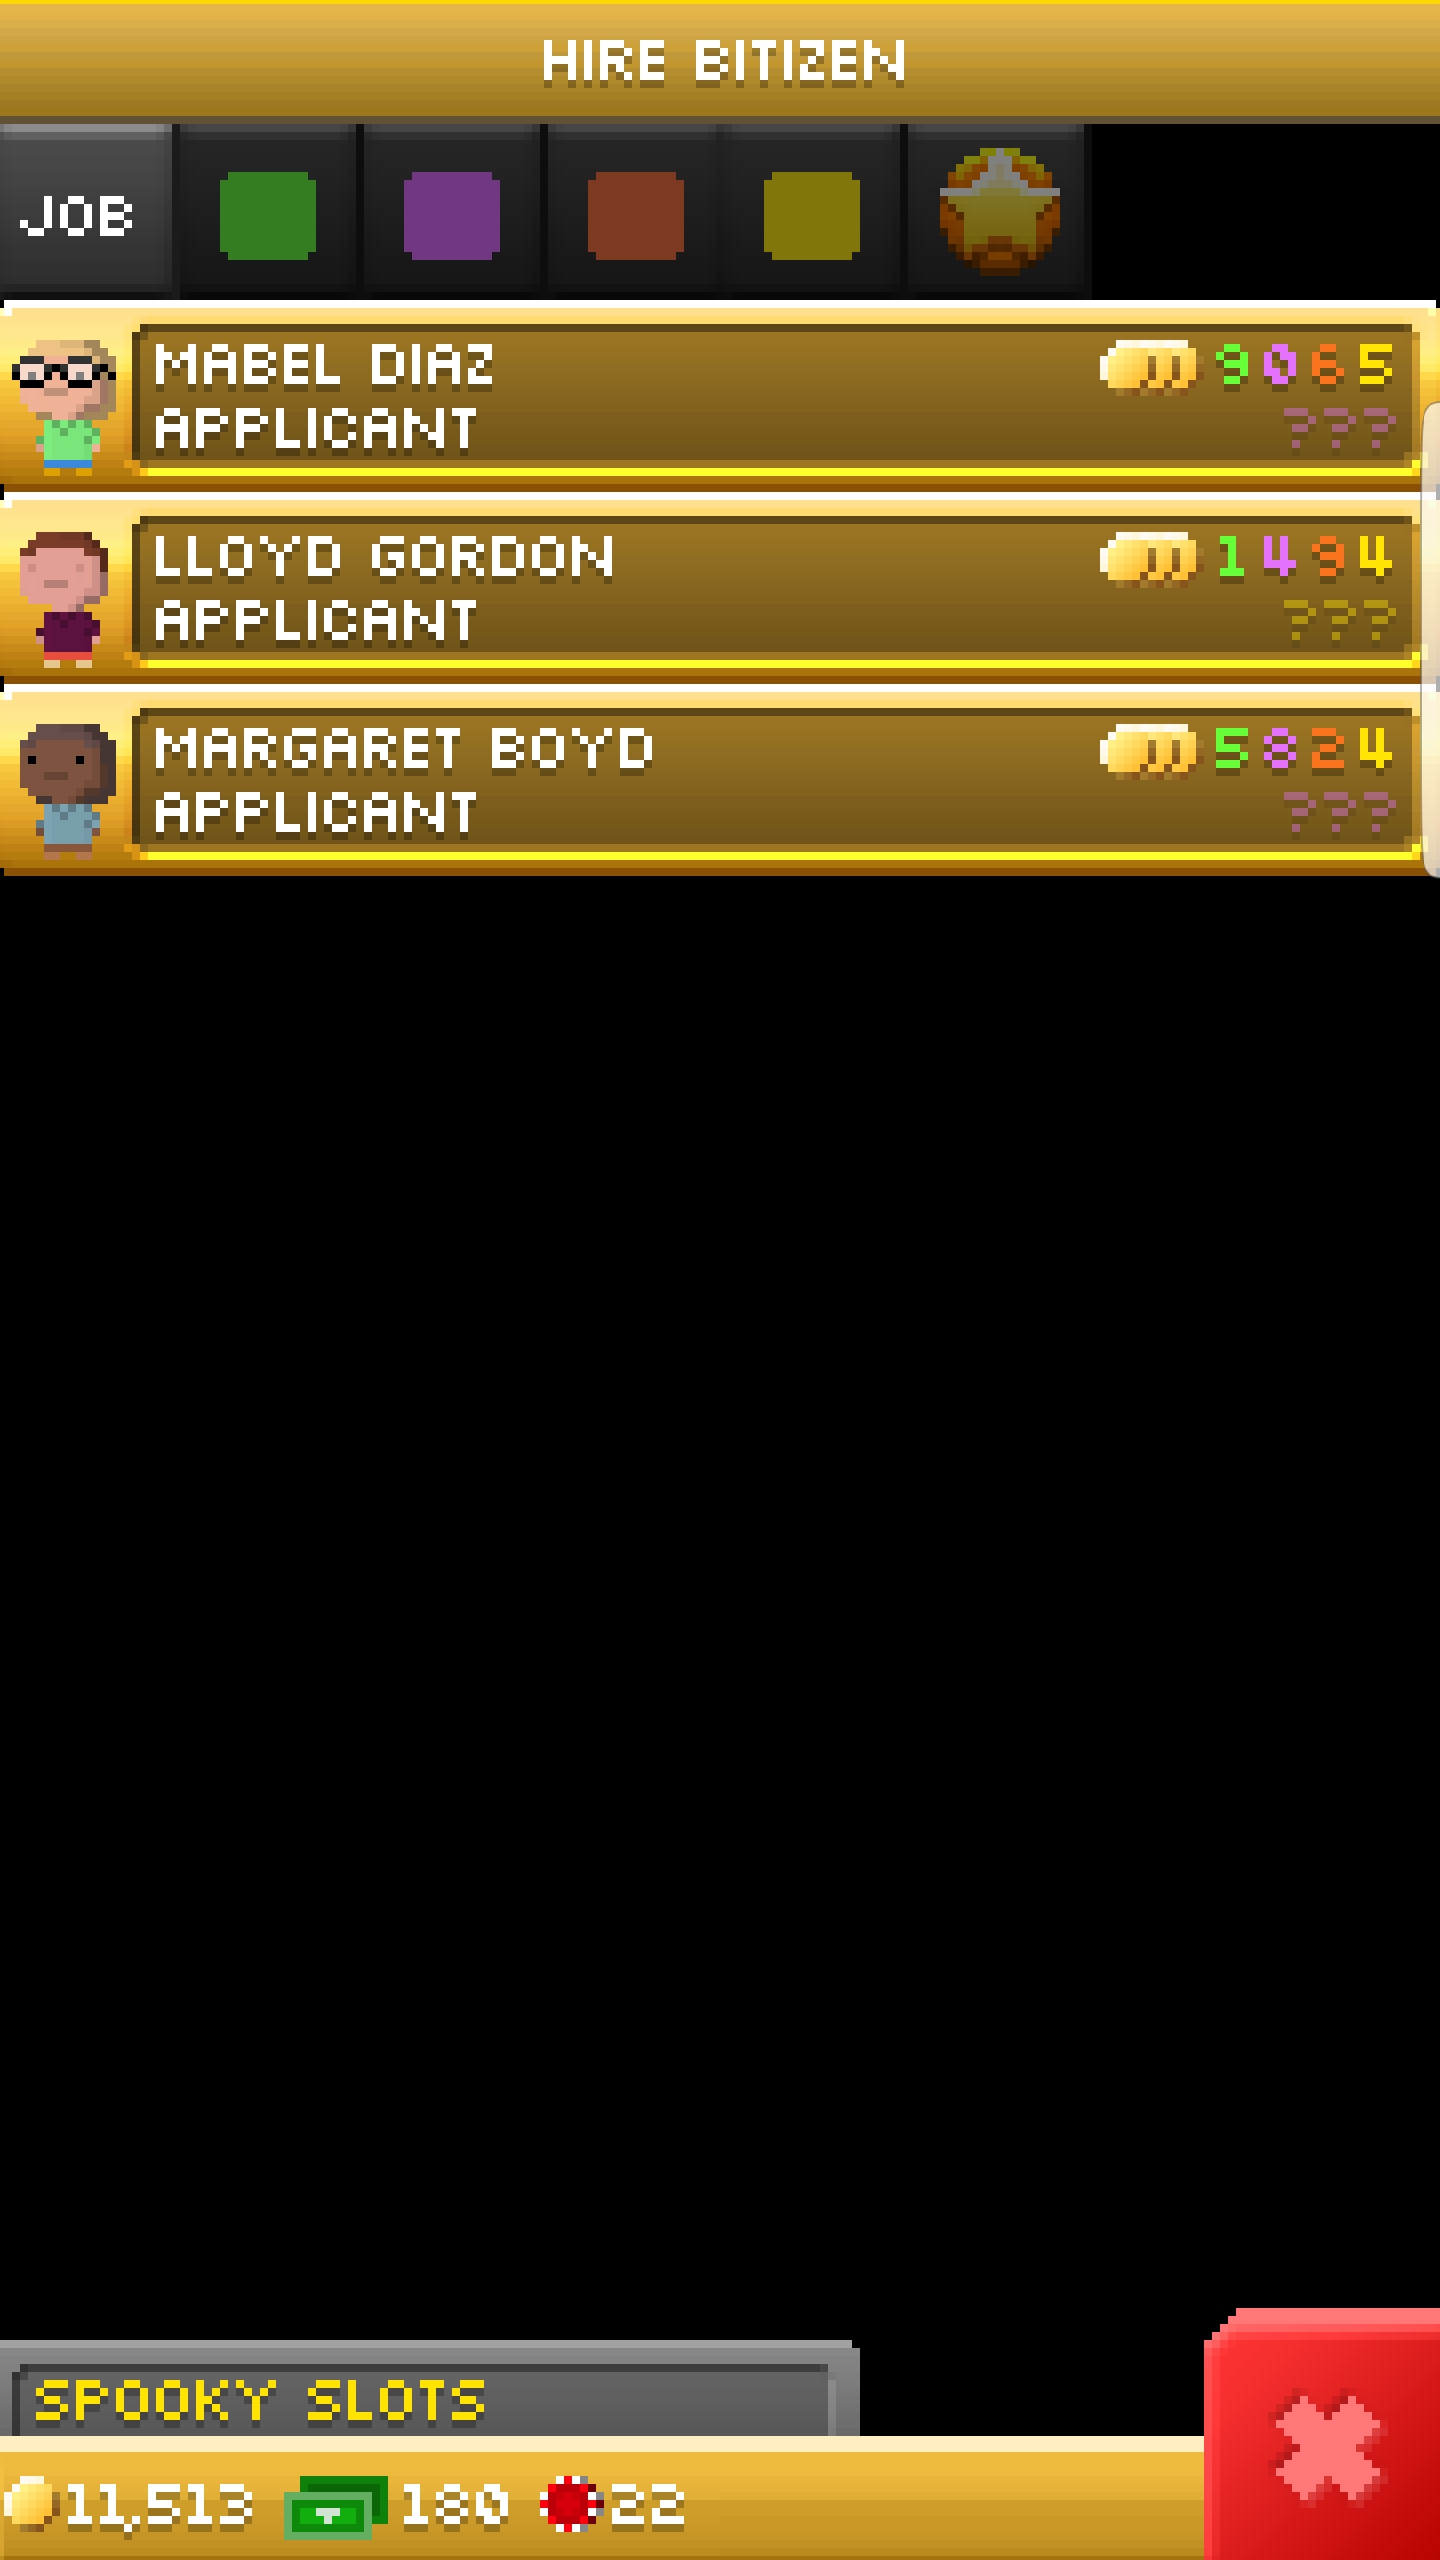 HIRE BITIZEN
JOB
MABEL DIAZ 9065
APPLICANT ???
LLOYD GORDON 1494
APPLICANT ???
MARGARET BOYD 5824
APPLICANT ???
SPOOKY SLOTS
11,513 180 22